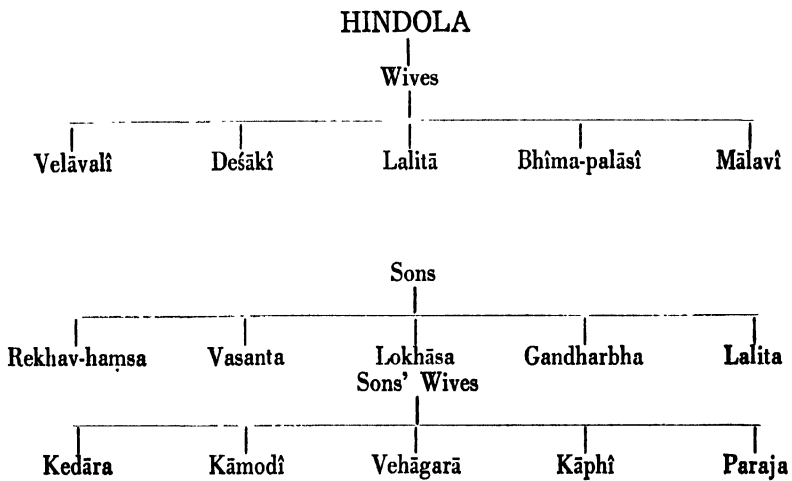 HINDOLA
Wives
Velāvalî Deśākî Lalitā Bhîma-palāsî Mālavî
Sons
Rekhav-haṃsa Vasanta Lokhāsa Gandharbha Lalita
Sons' Wives
Kedāra Kāmodî Vehāgarā Kāphî Paraja